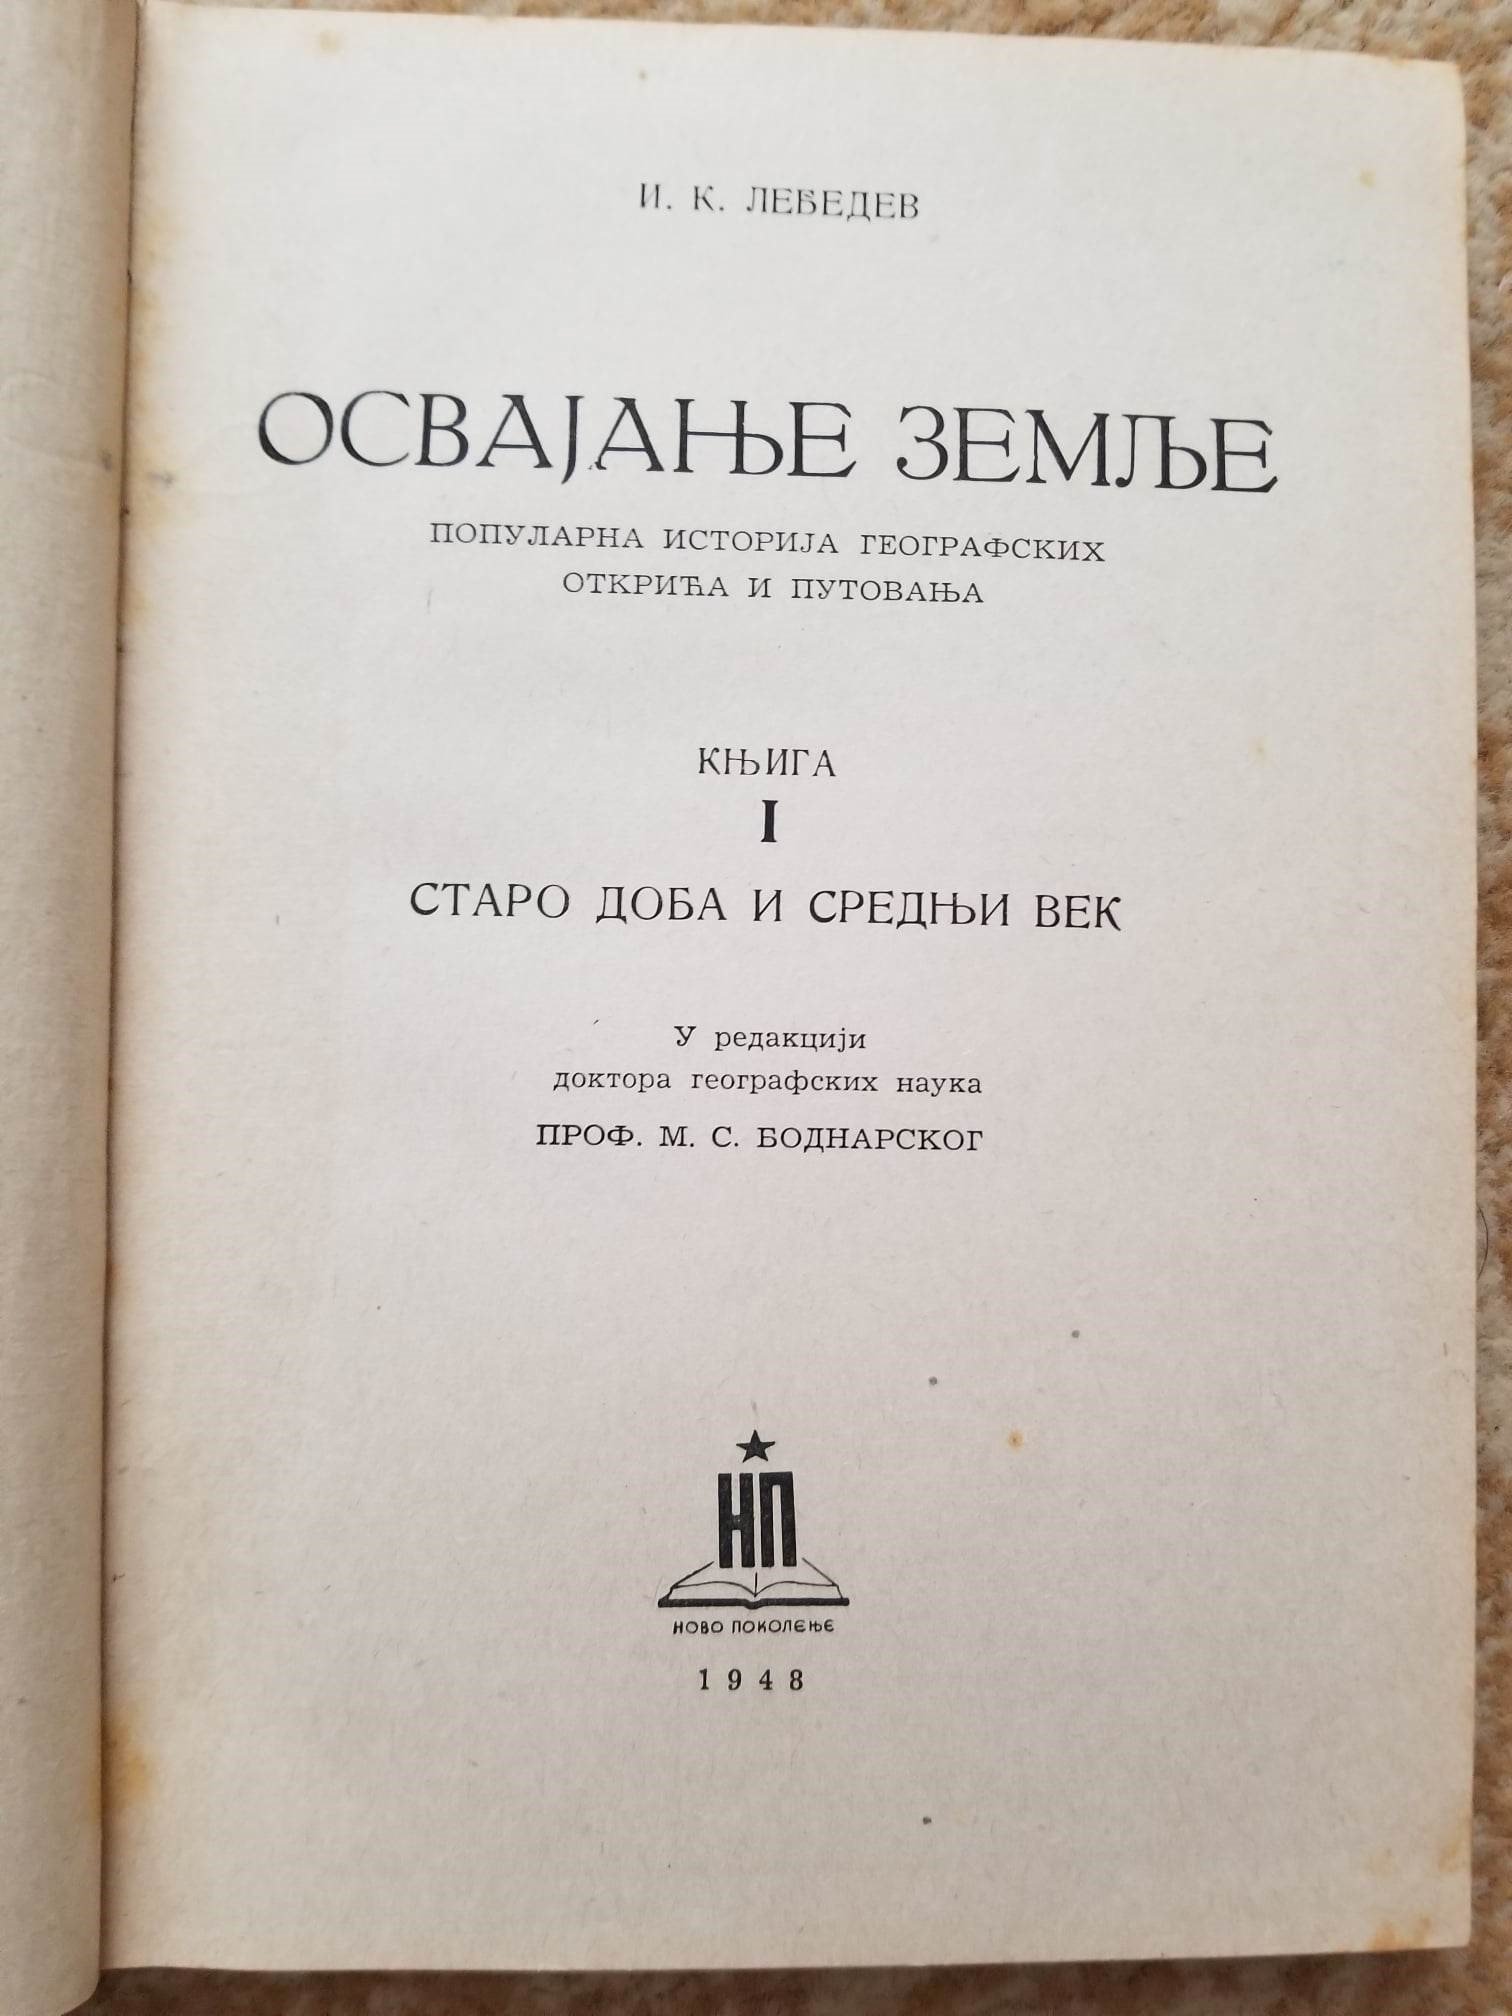 И. К. ЛЕБЕДЕВ
ОСВАЈАЊЕ ЗЕМЉЕ
ПОПУЛАРНА ИСТОРИЈА ГЕОГРАФСКИХ
ОТКРИЋА И ПУТОВАЊА
КЊИГА
I
СТАРО ДОБА И СРЕДЊИ ВЕК
У редакцији
доктора географских наука
ПРОФ. М. С. БОДНАРСКОГ
НП
НОВО ПОКОЛЕЊЕ
1948